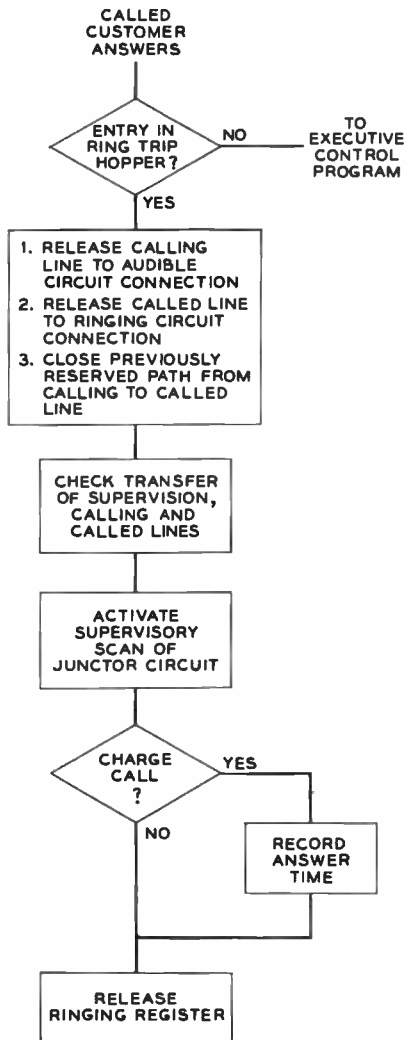 CALLED
CUSTOMER
ANSWERS
ENTRY IN
RING TRIP
HOPPER?
NO
TO
EXECUTIVE
CONTROL
PROGRAM
YES
1. RELEASE CALLING
LINE TO AUDIBLE
CIRCUIT CONNECTION
2. RELEASE CALLED LINE
TO RINGING CIRCUIT
CONNECTION
3. CLOSE PREVIOUSLY
RESERVED PATH FROM
CALLING TO CALLED
LINE
CHECK TRANSFER
OF SUPERVISION,
CALLING AND
CALLED LINES
ACTIVATE
SUPERVISORY
SCAN OF
JUNCTOR CIRCUIT
CHARGE
CALL
?
YES
NO
RECORD
ANSWER
TIME
RELEASE
RINGING REGISTER